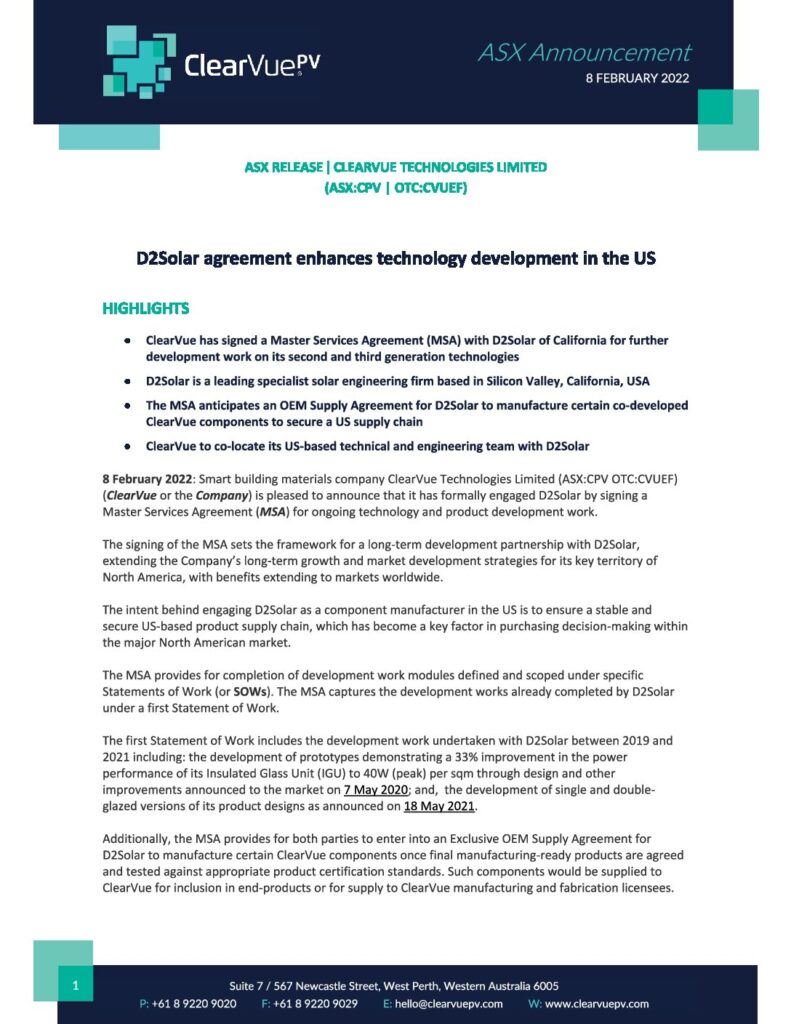 ClearVuePV
ASX Announcement
8 FEBRUARY 2022
ASX RELEASE | CLEARVUE TECHNOLOGIES LIMITED
(ASX:CPV | OTC:CVUEF)
D2Solar agreement enhances technology development in the US
HIGHLIGHTS
• ClearVue has signed a Master Services Agreement (MSA) with D2Solar of California for further
development work on its second and third generation technologies
• D2Solar is a leading specialist solar engineering firm based in Silicon Valley, California, USA
• The MSA anticipates an OEM Supply Agreement for D2Solar to manufacture certain co-developed
ClearVue components to secure a US supply chain
• ClearVue to co-locate its US-based technical and engineering team with D2Solar
8 February 2022: Smart building materials company ClearVue Technologies Limited (ASX:CPV OTC:CVUEF)
(ClearVue or the Company) is pleased to announce that it has formally engaged D2Solar by signing a
Master Services Agreement (MSA) for ongoing technology and product development work.
The signing of the MSA sets the framework for a long-term development partnership with D2Solar,
extending the Company's long-term growth and market development strategies for its key territory of
North America, with benefits extending to markets worldwide.
The intent behind engaging D2Solar as a component manufacturer in the US is to ensure a stable and
secure US-based product supply chain, which has become a key factor in purchasing decision-making within
the major North American market.
The MSA provides for completion of development work modules defined and scoped under specific
Statements of Work (or SOWs). The MSA captures the development works already completed by D2Solar
under a first Statement of Work.
The first Statement of Work includes the development work undertaken with D2Solar between 2019 and
2021 including: the development of prototypes demonstrating a 33% improvement in the power
performance of its Insulated Glass Unit (IGU) to 40W (peak) per sqm through design and other
improvements announced to the market on 7 May 2020; and, the development of single and double-
glazed versions of its product designs as announced on 18 May 2021.
Additionally, the MSA provides for both parties to enter into an Exclusive OEM Supply Agreement for
D2Solar to manufacture certain ClearVue components once final manufacturing-ready products are agreed
and tested against appropriate product certification standards. Such components would be supplied to
ClearVue for inclusion in end-products or for supply to ClearVue manufacturing and fabrication licensees.
1
Suite 7 / 567 Newcastle Street, West Perth, Western Australia 6005
P: +61 8 9220 9020 F: +61 8 9220 9029 E: hello@clearvuepv.com W: www.clearvuepv.com